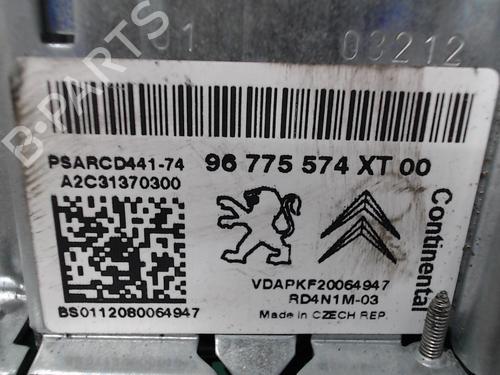 01 03212
B-PARTS
PSARCD441-74 96 775 574 XT 00
A2C31370300
Continental
VDAPKF20064947
RD4N1M-03
BS0112080064947 Made in CZECH REP.